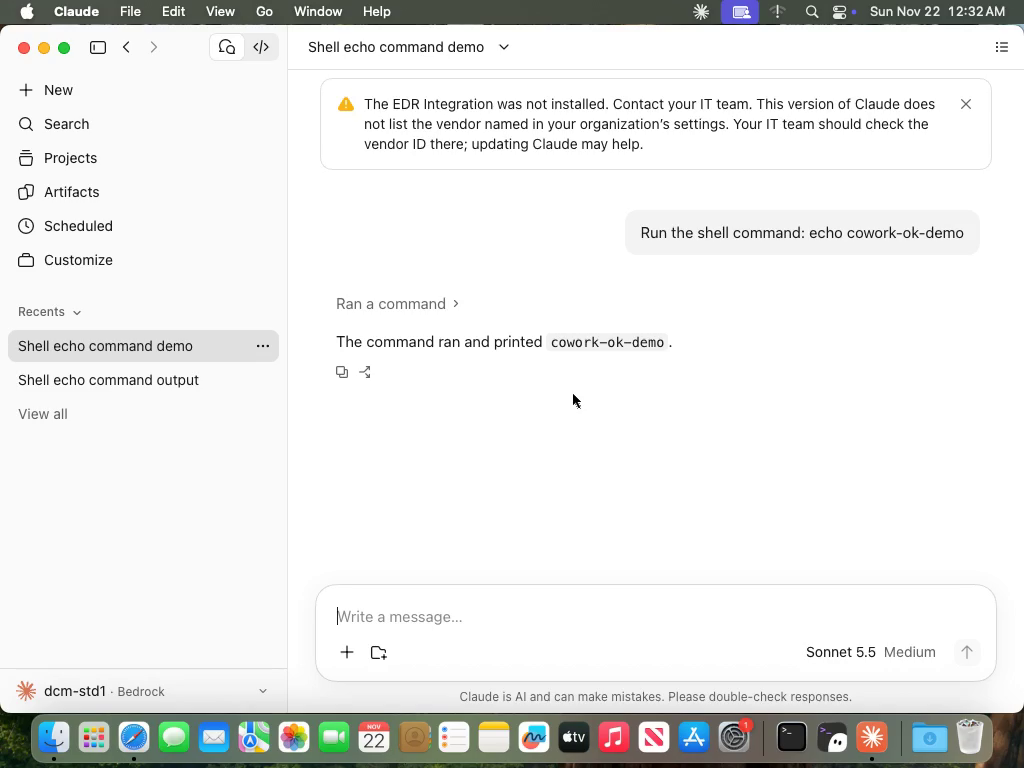 Claude File Edit View Go Window Help Sun Nov 22 12:32 AM
Shell echo command demo
New
Search
Projects
Artifacts
Scheduled
Customize
Recents
Shell echo command demo
Shell echo command output
View all
dcm-std1 · Bedrock
The EDR Integration was not installed. Contact your IT team. This version of Claude does
not list the vendor named in your organization's settings. Your IT team should check the
vendor ID there; updating Claude may help.
Run the shell command: echo cowork-ok-demo
Ran a command
The command ran and printed cowork-ok-demo.
Write a message...
Sonnet 5.5 Medium
Claude is AI and can make mistakes. Please double-check responses.
NOV
22
tv
1